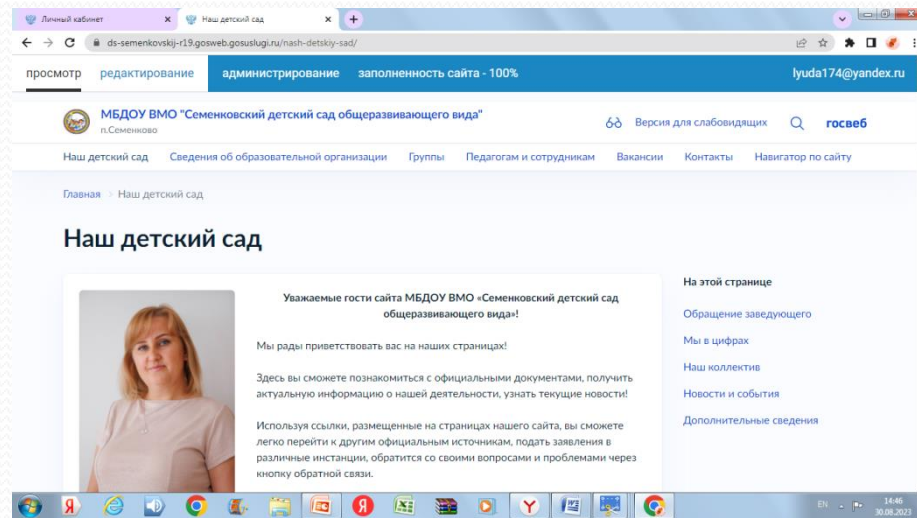 Личный кабинет
Наш детский сад
ds-semenkovskij-r19.gosweb.gosuslugi.ru/nash-detskiy-sad/
просмотр редактирование администрирование заполненность сайта - 100% lyuda174@yandex.ru
МБДОУ ВМО "Семенковский детский сад общеразвивающего вида"
п.Семенково
Версия для слабовидящих госвеб
Наш детский сад Сведения об образовательной организации Группы Педагогам и сотрудникам Вакансии Контакты Навигатор по сайту
Главная Наш детский сад
Наш детский сад
Уважаемые гости сайта МБДОУ ВМО «Семенковский детский сад
общеразвивающего вида»!
Мы рады приветствовать вас на наших страницах!
Здесь вы сможете познакомиться с официальными документами, получить
актуальную информацию о нашей деятельности, узнать текущие новости!
Используя ссылки, размещенные на страницах нашего сайта, вы сможете
легко перейти к другим официальным источникам, подать заявления в
различные инстанции, обратится со своими вопросами и проблемами через
кнопку обратной связи.
На этой странице
Обращение заведующего
Мы в цифрах
Наш коллектив
Новости и события
Дополнительные сведения
EN
14:46
30.08.2023